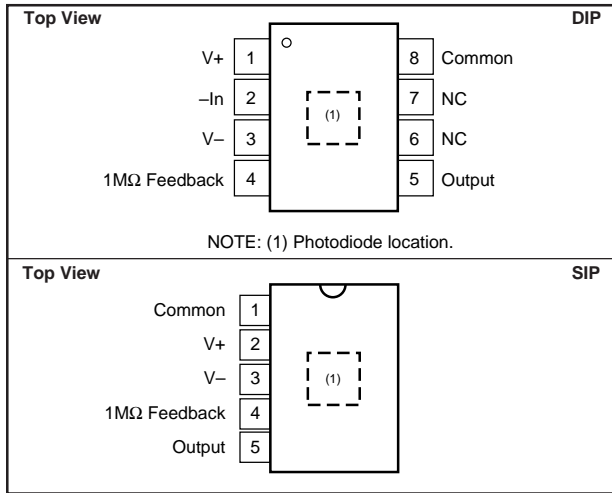 Top View DIP
V+ 1 8 Common
–In 2 7 NC
(1)
V– 3 6 NC
1MΩ Feedback 4 5 Output
NOTE: (1) Photodiode location.
Top View SIP
Common 1
V+ 2
V– 3 (1)
1MΩ Feedback 4
Output 5